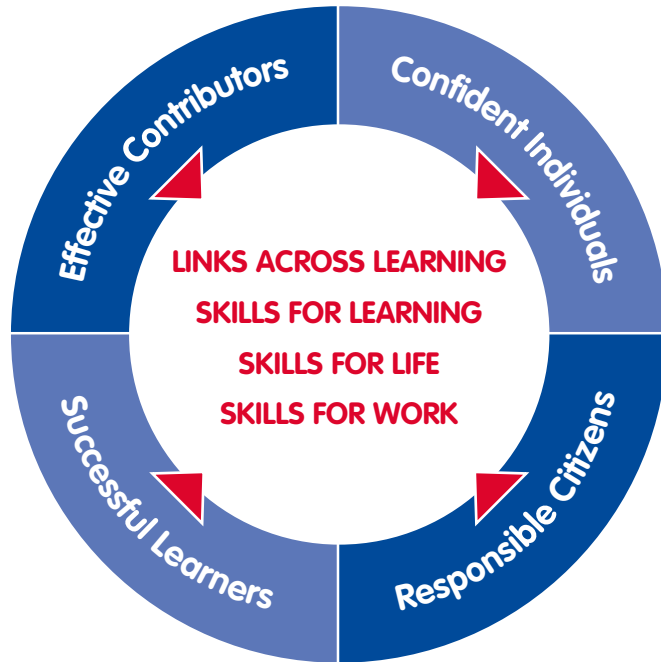 Effective Contributors
Confident Individuals
LINKS ACROSS LEARNING
SKILLS FOR LEARNING
SKILLS FOR LIFE
SKILLS FOR WORK
Successful Learners
Responsible Citizens